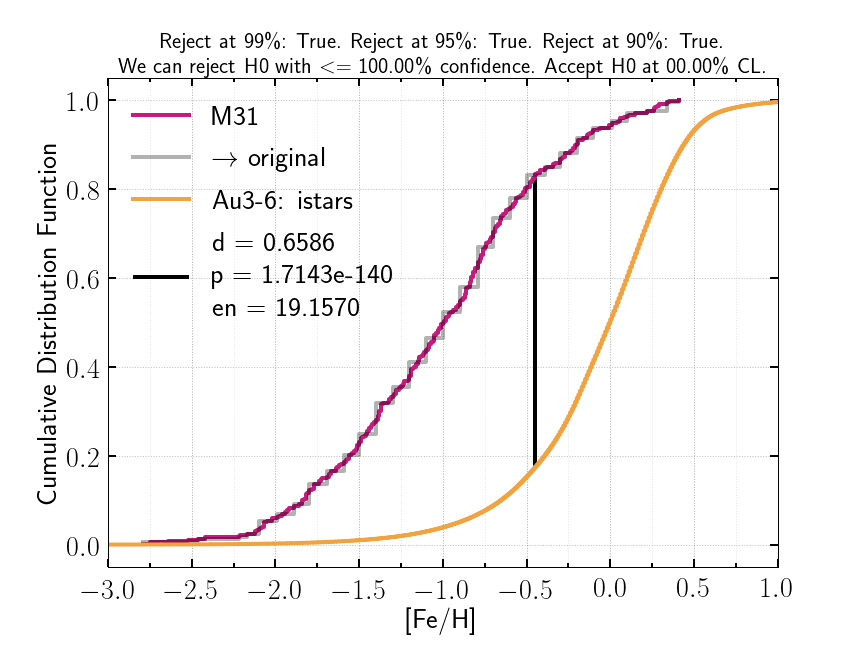 Reject at 99%: True. Reject at 95%: True. Reject at 90%: True.
We can reject H0 with <= 100.00% confidence. Accept H0 at 00.00% CL.
M31
→ original
Au3-6: istars
d = 0.6586
p = 1.7143e-140
en = 19.1570
Cumulative Distribution Function
1.0
0.8
0.6
0.4
0.2
0.0
−3.0 −2.5 −2.0 −1.5 −1.0 −0.5 0.0 0.5 1.0
[Fe/H]